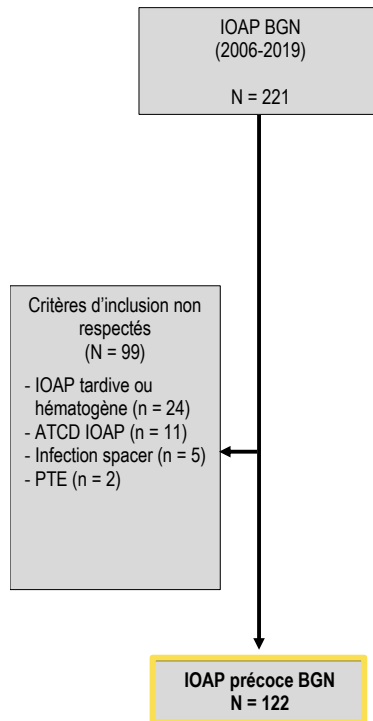 IOAP BGN
(2006-2019)
N = 221
Critères d’inclusion non
respectés
(N = 99)
- IOAP tardive ou
hématogène (n = 24)
- ATCD IOAP (n = 11)
- Infection spacer (n = 5)
- PTE (n = 2)
IOAP précoce BGN
N = 122